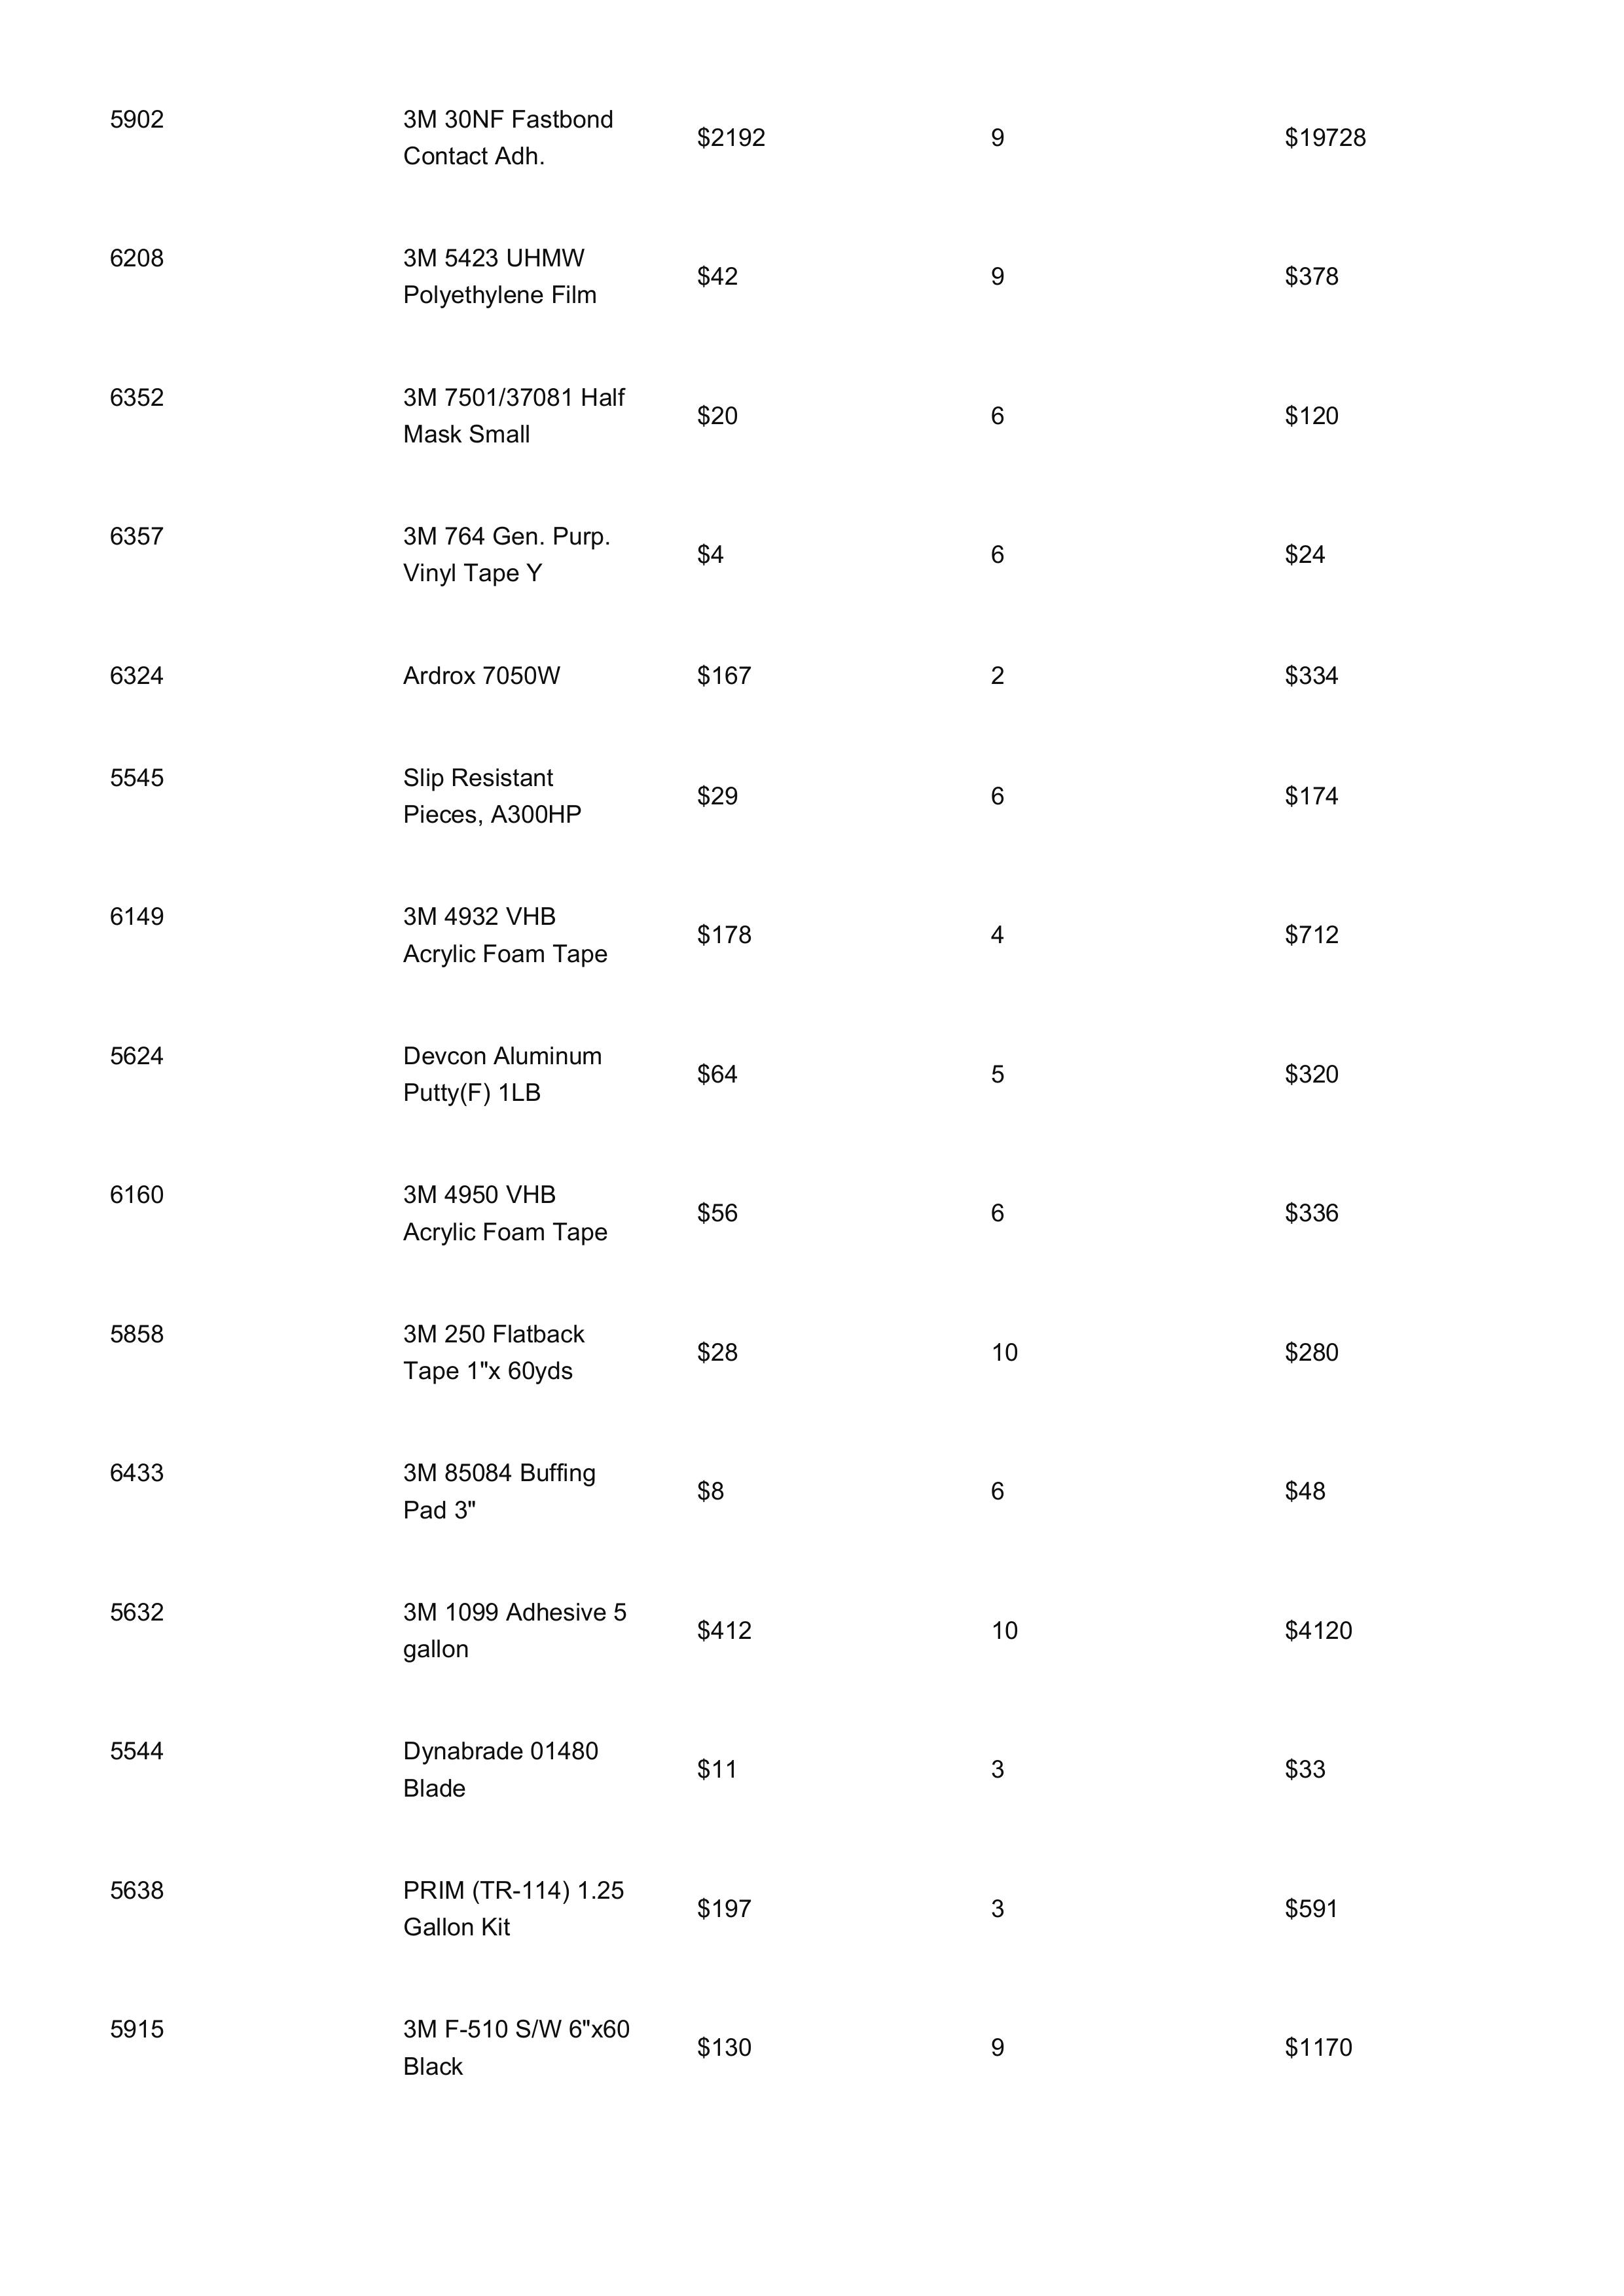 5902 3M 30NF Fastbond $2192 9 $19728
Contact Adh.
6208 3M 5423 UHMW $42 9 $378
Polyethylene Film
6352 3M 7501/37081 Half $20 6 $120
Mask Small
6357 3M 764 Gen. Purp. $4 6 $24
Vinyl Tape Y
6324 Ardrox 7050W $167 2 $334
5545 Slip Resistant $29 6 $174
Pieces, A300HP
6149 3M 4932 VHB $178 4 $712
Acrylic Foam Tape
5624 Devcon Aluminum $64 5 $320
Putty(F) 1LB
6160 3M 4950 VHB $56 6 $336
Acrylic Foam Tape
5858 3M 250 Flatback $28 10 $280
Tape 1"x 60yds
6433 3M 85084 Buffing $8 6 $48
Pad 3"
5632 3M 1099 Adhesive 5 $412 10 $4120
gallon
5544 Dynabrade 01480 $11 3 $33
Blade
5638 PRIM (TR-114) 1.25 $197 3 $591
Gallon Kit
5915 3M F-510 S/W 6"x60 $130 9 $1170
Black